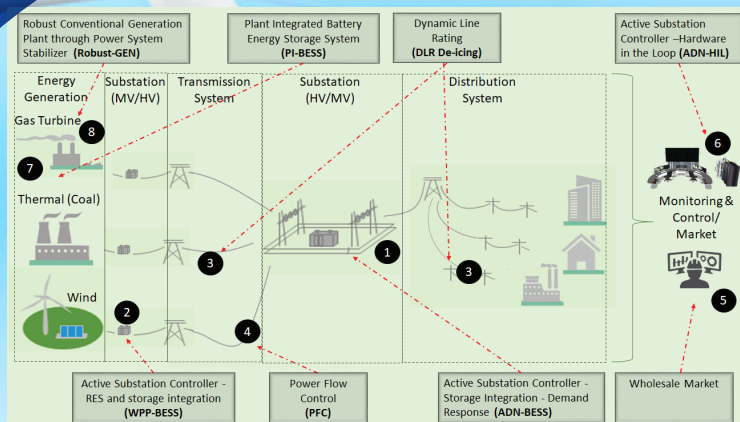 Robust Conventional Generation
Plant through Power System
Stabilizer (Robust-GEN)
Plant Integrated Battery
Energy Storage System
(PI-BESS)
Dynamic Line
Rating
(DLR De-icing)
Active Substation
Controller –Hardware
in the Loop (ADN-HIL)
Energy
Generation
Substation
(MV/HV)
Transmission
System
Substation
(HV/MV)
Distribution
System
Gas Turbine
8
7
6
Thermal (Coal)
Monitoring &
Control/
Market
3
1
3
Wind
2
4
5
Active Substation Controller -
RES and storage integration
(WPP-BESS)
Power Flow
Control
(PFC)
Active Substation Controller -
Storage Integration - Demand
Response (ADN-BESS)
Wholesale Market